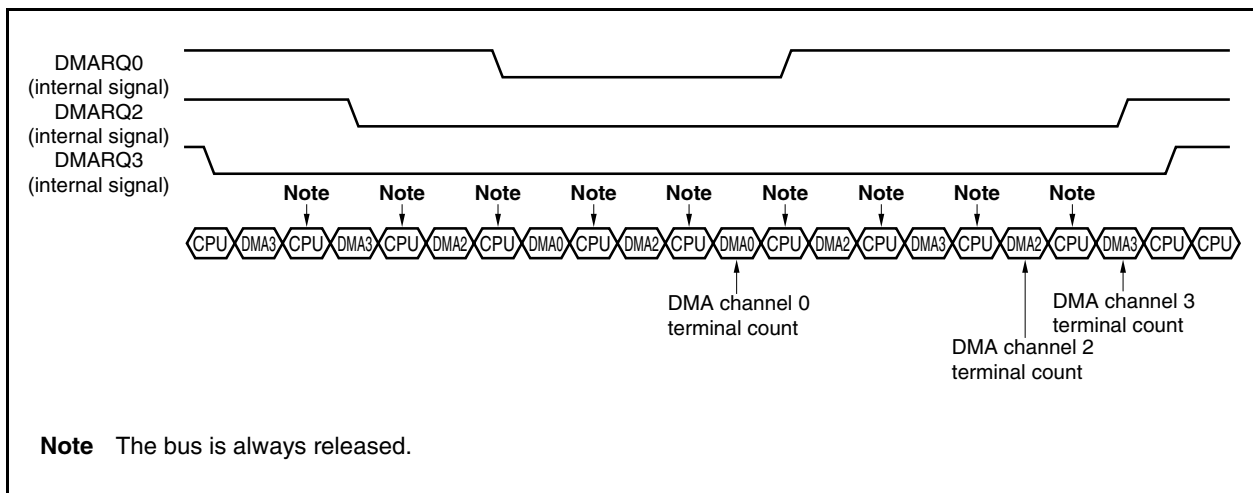 DMARQ0
(internal signal)
DMARQ2
(internal signal)
DMARQ3
(internal signal)
Note Note Note Note Note Note Note Note Note
CPU DMA3 CPU DMA3 CPU DMA2 CPU DMA0 CPU DMA2 CPU DMA0 CPU DMA2 CPU DMA3 CPU DMA2 CPU DMA3 CPU CPU
DMA channel 0
terminal count
DMA channel 3
terminal count
DMA channel 2
terminal count
Note The bus is always released.